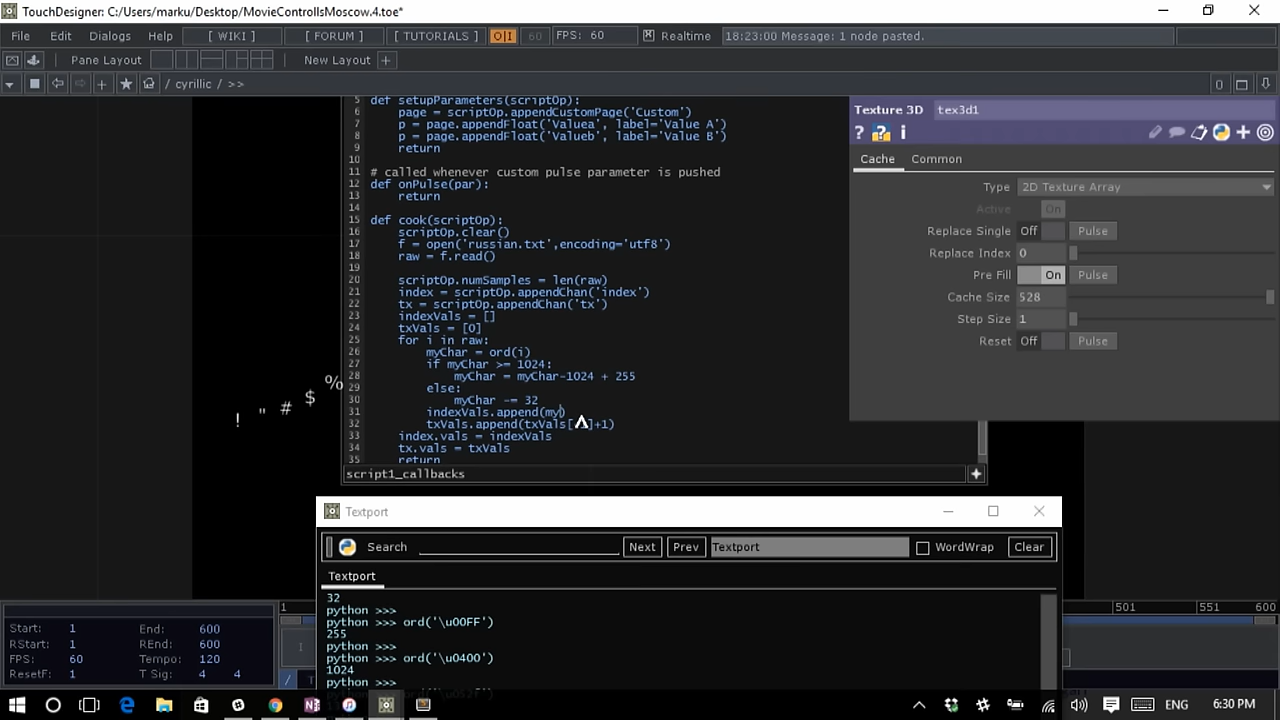 TouchDesigner: C:/Users/marku/Desktop/MovieControllsMoscow.4.toe*
File Edit Dialogs Help [ WIKI ] [ FORUM ] [ TUTORIALS ] O|I 60 FPS: 60 Realtime 18:23:00 Message: 1 node pasted.
Pane Layout New Layout +
/ cyrillic / >> 0
5 def setupParameters(scriptOp):
6 page = scriptOp.appendCustomPage('Custom')
7 p = page.appendFloat('Valuea', label='Value A')
8 p = page.appendFloat('Valueb', label='Value B')
9 return
10
11 # called whenever custom pulse parameter is pushed
12 def onPulse(par):
13 return
14
15 def cook(scriptOp):
16 scriptOp.clear()
17 f = open('russian.txt',encoding='utf8')
18 raw = f.read()
19
20 scriptOp.numSamples = len(raw)
21 index = scriptOp.appendChan('index')
22 tx = scriptOp.appendChan('tx')
23 indexVals = []
24 txVals = [0]
25 for i in raw:
26 myChar = ord(i)
27 if myChar >= 1024:
28 myChar = myChar-1024 + 255
29 else:
30 myChar -= 32
31 indexVals.append(my)
32 txVals.append(txVals[ ]+1)
33 index.vals = indexVals
34 tx.vals = txVals
35 return
script1_callbacks
! " # $ %
Texture 3D tex3d1
? ? i
Cache Common
Type 2D Texture Array
Active On
Replace Single Off Pulse
Replace Index 0
Pre Fill On Pulse
Cache Size 528
Step Size 1
Reset Off Pulse
Textport
Search Next Prev Textport WordWrap Clear
Textport
32
python >>>
python >>> ord('\u00FF')
255
python >>>
python >>> ord('\u0400')
1024
python >>>
1 501 551 600
Start: 1 End: 600
RStart: 1 REnd: 600
FPS: 60 Tempo: 120
ResetF: 1 T Sig: 4 4
ENG 6:30 PM